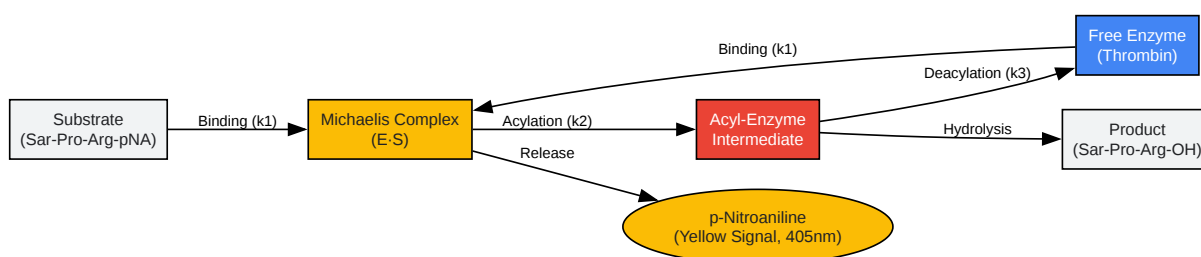 Substrate
(Sar-Pro-Arg-pNA)
Binding (k1)
Michaelis Complex
(E·S)
Binding (k1)
Acylation (k2)
Release
Acyl-Enzyme
Intermediate
Deacylation (k3)
Hydrolysis
Free Enzyme
(Thrombin)
Product
(Sar-Pro-Arg-OH)
p-Nitroaniline
(Yellow Signal, 405nm)